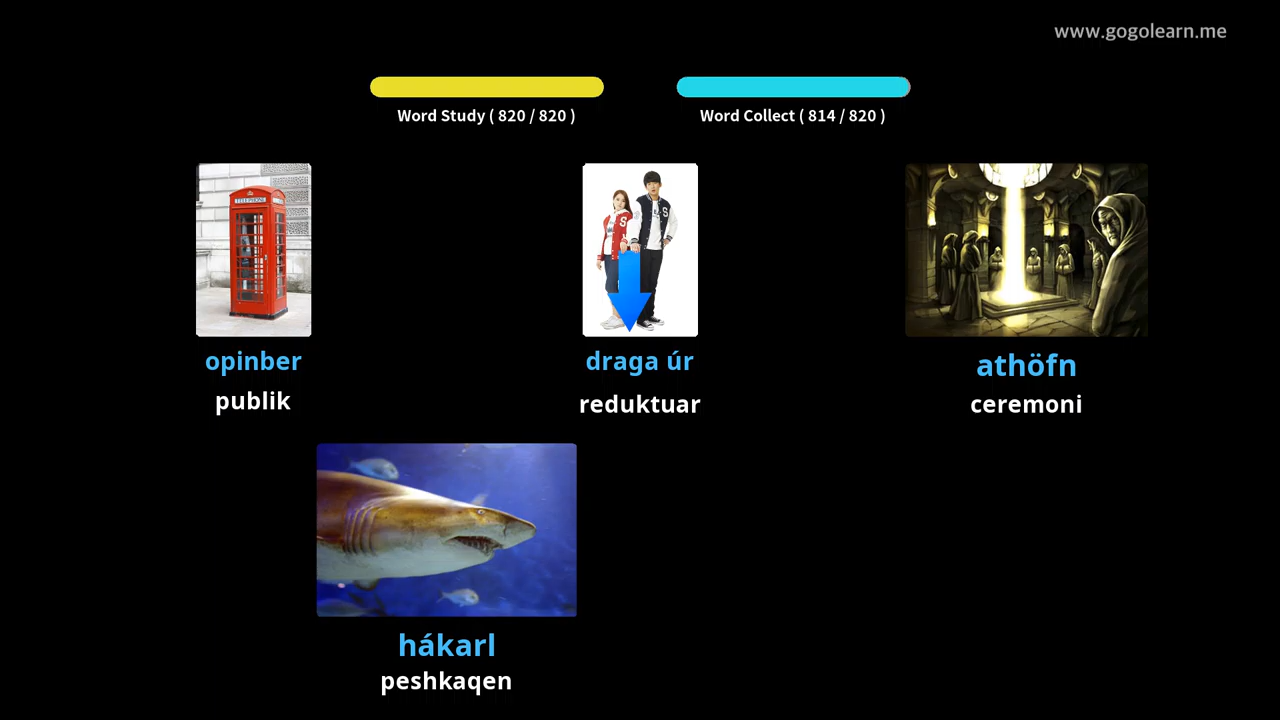 www.gogolearn.me
Word Study ( 820 / 820 )
Word Collect ( 814 / 820 )
TELEPHONE
S
S
opinber
draga úr
athöfn
publik
reduktuar
ceremoni
hákarl
peshkaqen